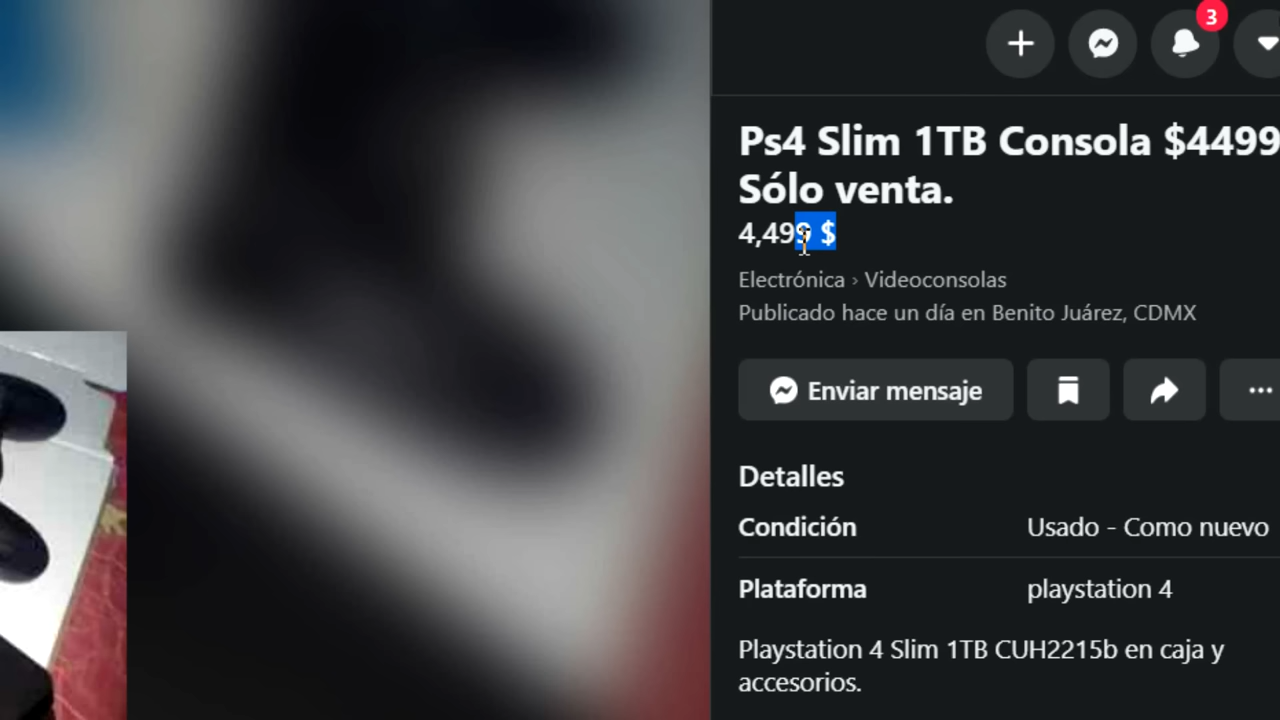 3
Ps4 Slim 1TB Consola $4499
Sólo venta.
4,499 $
Electrónica › Videoconsolas
Publicado hace un día en Benito Juárez, CDMX
Enviar mensaje
Detalles
Condición Usado - Como nuevo
Plataforma playstation 4
Playstation 4 Slim 1TB CUH2215b en caja y
accesorios.